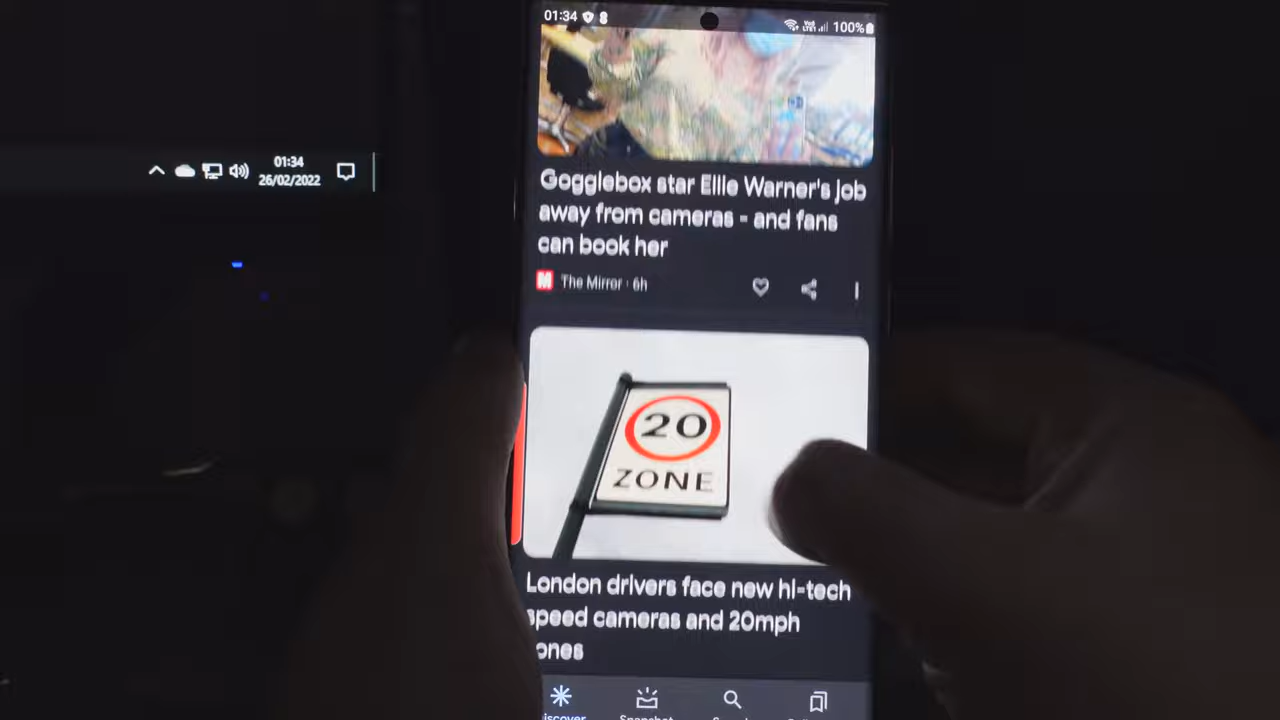 01:34
100%
01:34
26/02/2022
Gogglebox star Ellie Warner's job
away from cameras - and fans
can book her
The Mirror · 6h
20
ZONE
London drivers face new hi-tech
speed cameras and 20mph
ones
iscover